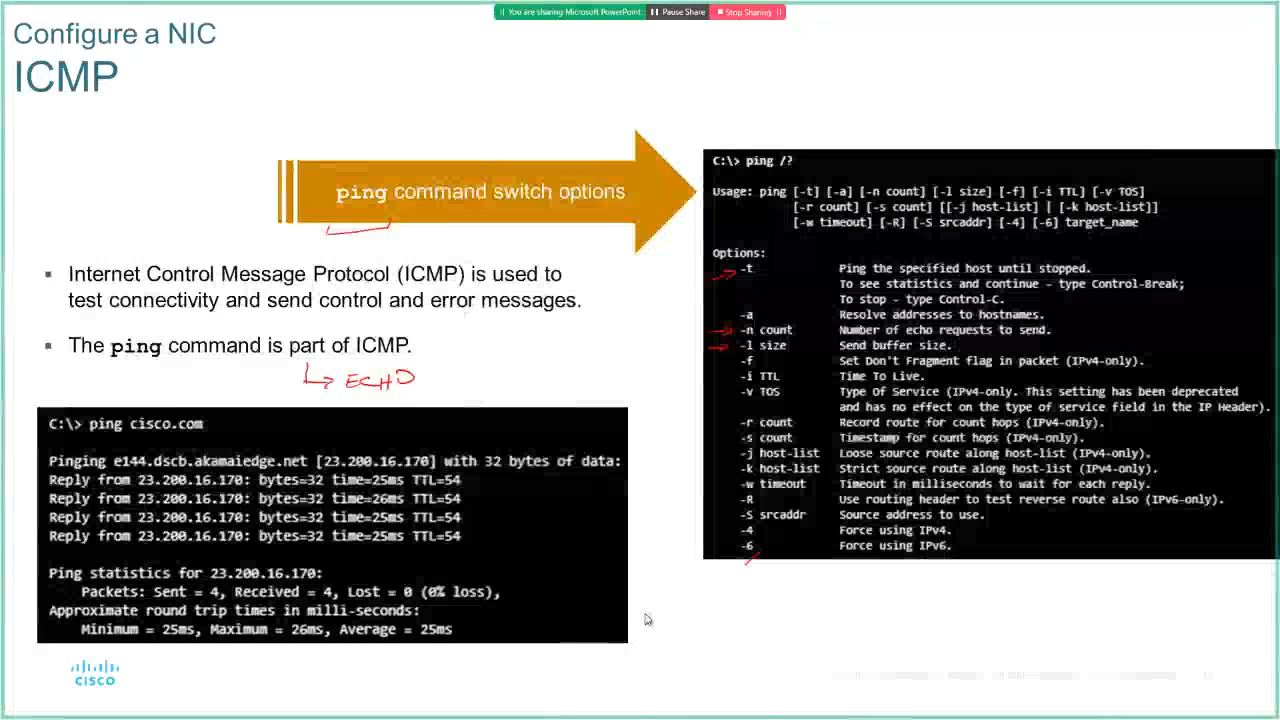 You are sharing Microsoft PowerPoint Pause Share Stop Sharing
Configure a NIC
ICMP
ping command switch options
Internet Control Message Protocol (ICMP) is used to
test connectivity and send control and error messages.
The ping command is part of ICMP.
ECHO
C:\> ping cisco.com
Pinging e144.dscb.akamaiedge.net [23.200.16.170] with 32 bytes of data:
Reply from 23.200.16.170: bytes=32 time=25ms TTL=54
Reply from 23.200.16.170: bytes=32 time=26ms TTL=54
Reply from 23.200.16.170: bytes=32 time=25ms TTL=54
Reply from 23.200.16.170: bytes=32 time=25ms TTL=54
Ping statistics for 23.200.16.170:
Packets: Sent = 4, Received = 4, Lost = 0 (0% loss),
Approximate round trip times in milli-seconds:
Minimum = 25ms, Maximum = 26ms, Average = 25ms
C:\> ping /?
Usage: ping [-t] [-a] [-n count] [-l size] [-f] [-i TTL] [-v TOS]
[-r count] [-s count] [[-j host-list] | [-k host-list]]
[-w timeout] [-R] [-S srcaddr] [-4] [-6] target_name
Options:
-t Ping the specified host until stopped.
To see statistics and continue - type Control-Break;
To stop - type Control-C.
-a Resolve addresses to hostnames.
-n count Number of echo requests to send.
-l size Send buffer size.
-f Set Don't Fragment flag in packet (IPv4-only).
-i TTL Time To Live.
-v TOS Type of Service (IPv4-only. This setting has been deprecated
and has no effect on the type of service field in the IP Header).
-r count Record route for count hops (IPv4-only).
-s count Timestamp for count hops (IPv4-only).
-j host-list Loose source route along host-list (IPv4-only).
-k host-list Strict source route along host-list (IPv4-only).
-w timeout Timeout in milliseconds to wait for each reply.
-R Use routing header to test reverse route also (IPv6-only).
-S srcaddr Source address to use.
-4 Force using IPv4.
-6 Force using IPv6.
CISCO